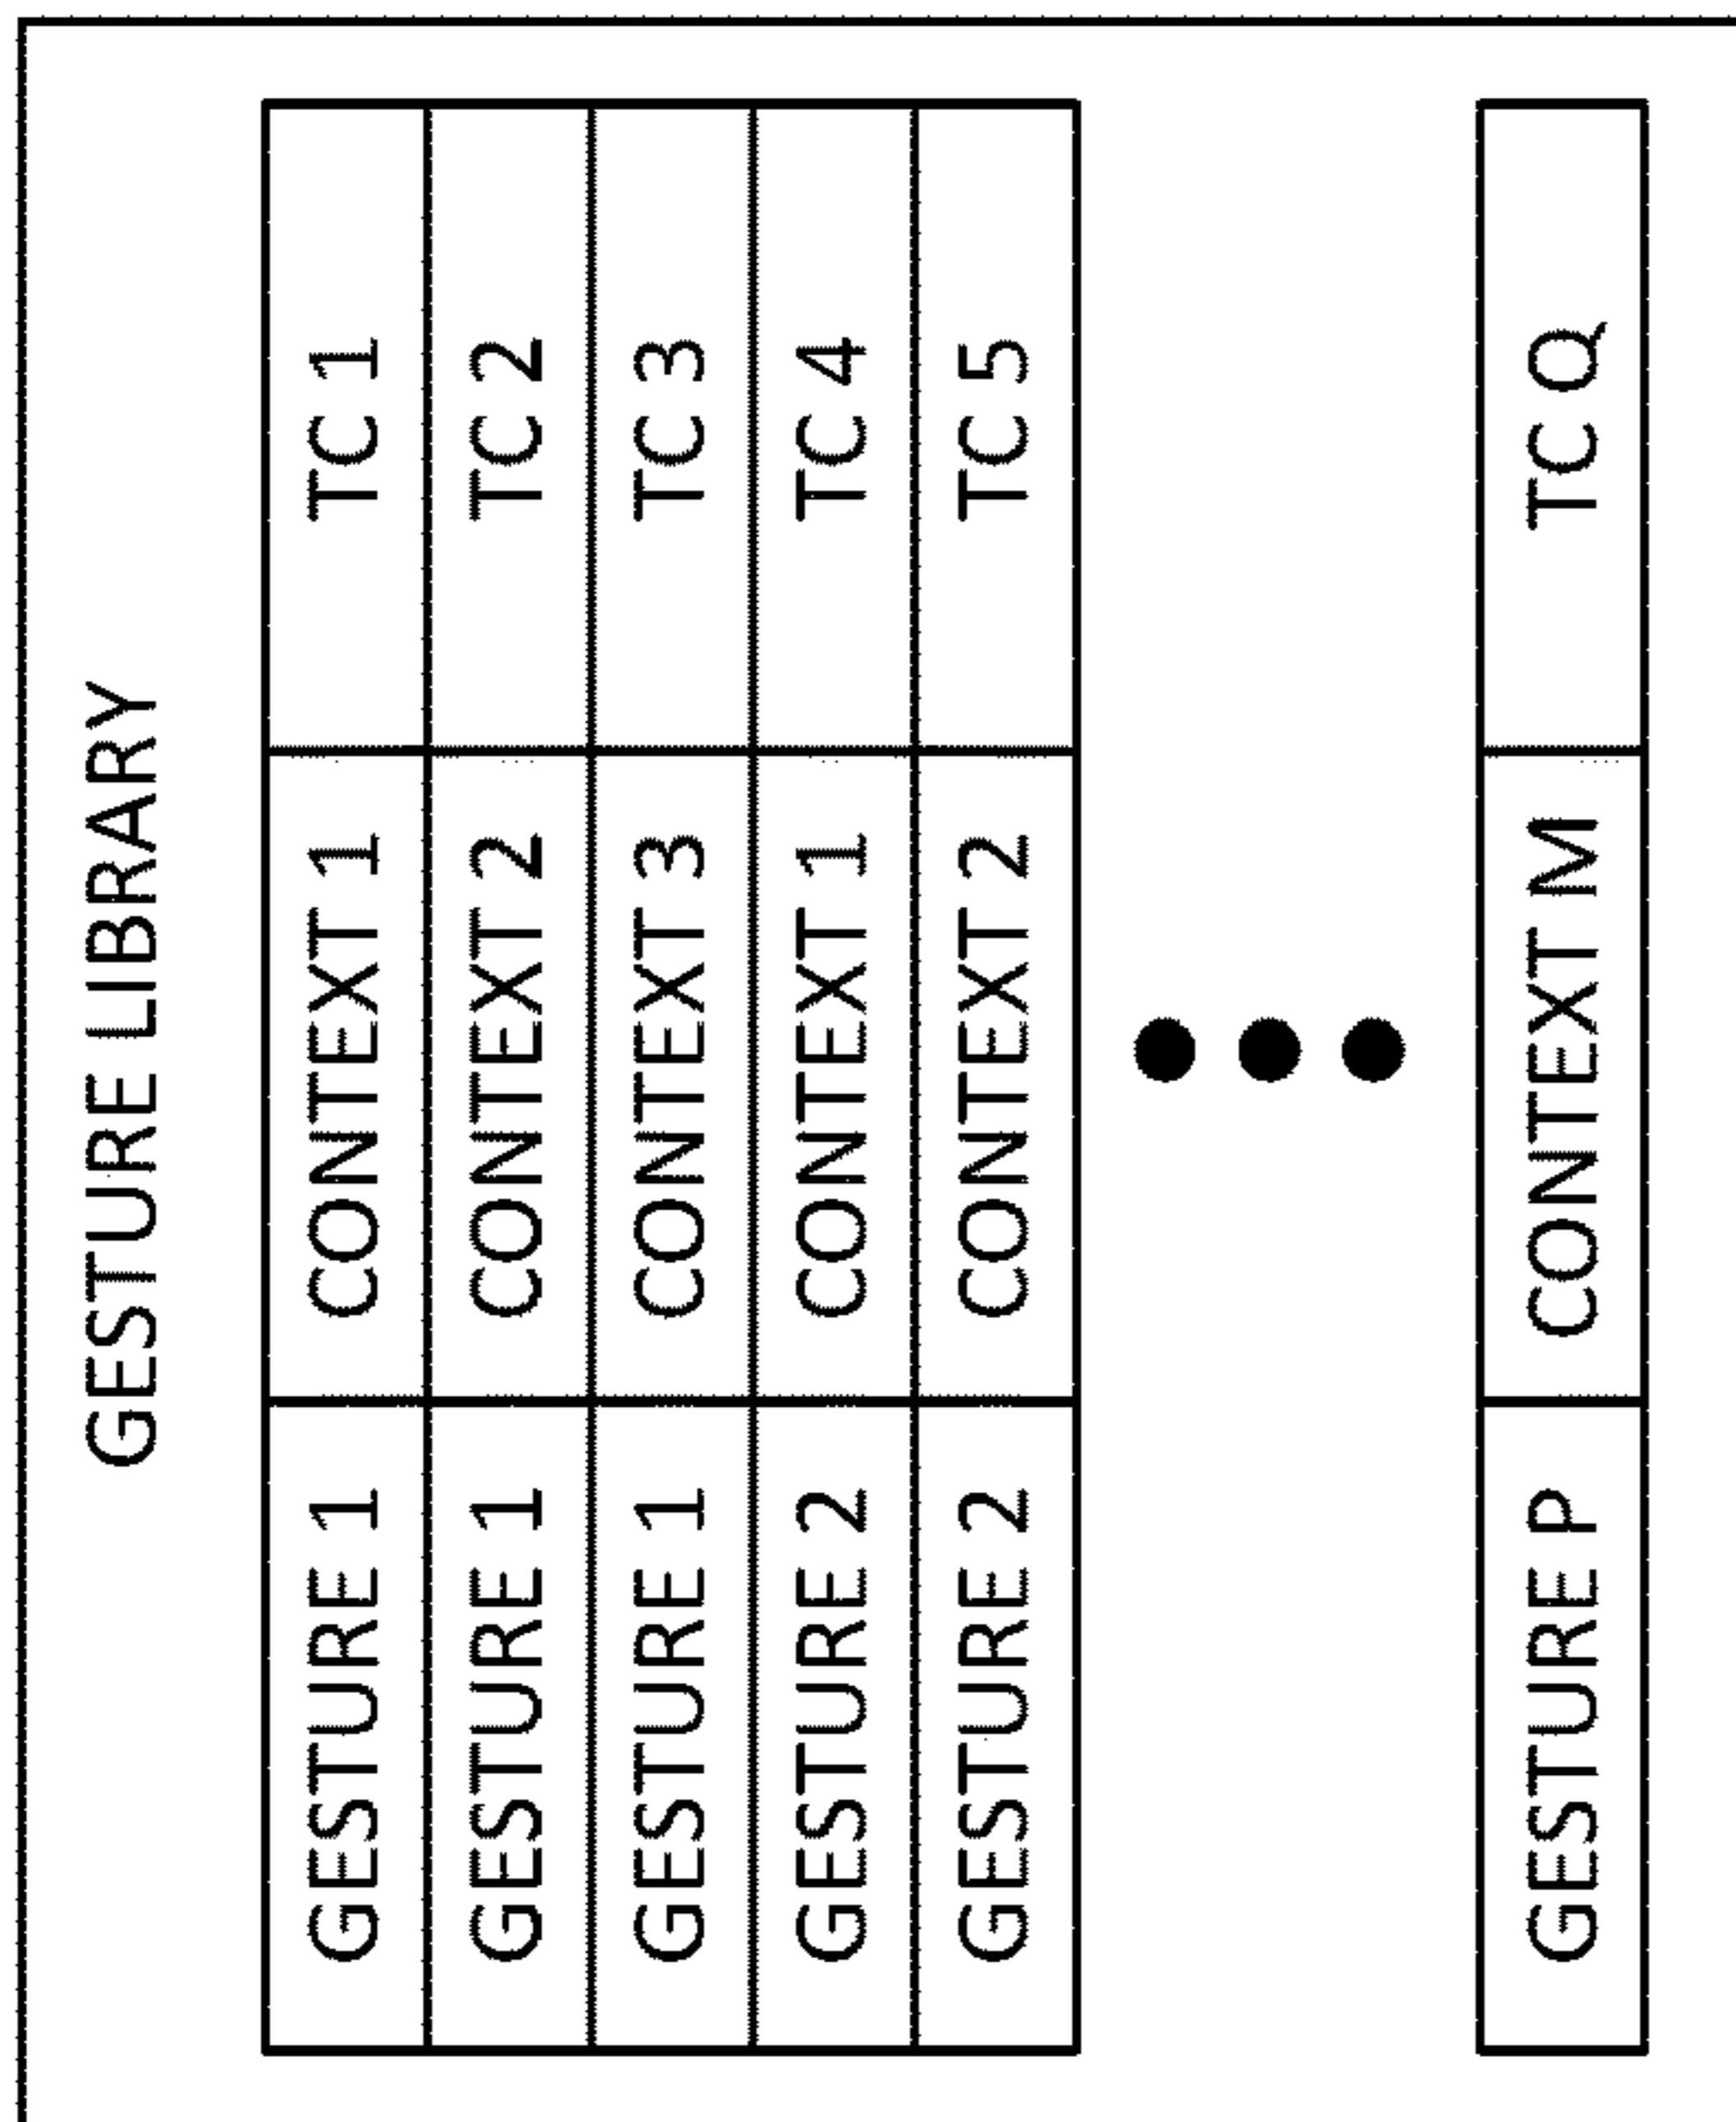 GESTURE LIBRARY
GESTURE 1 CONTEXT 1 TC 1
GESTURE 1 CONTEXT 2 TC 2
GESTURE 1 CONTEXT 3 TC 3
GESTURE 2 CONTEXT 1 TC 4
GESTURE 2 CONTEXT 2 TC 5
GESTURE P CONTEXT M TC Q